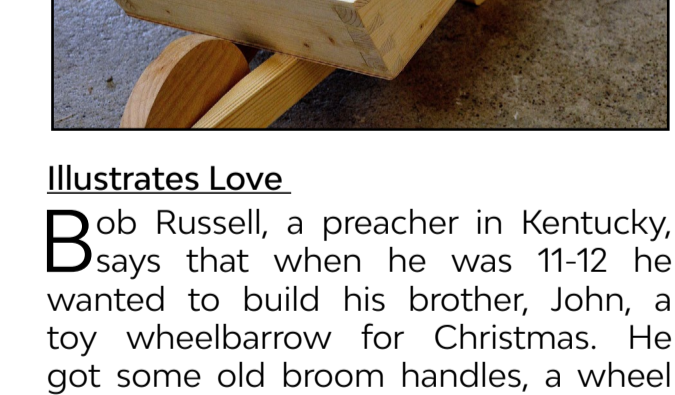 Illustrates Love
Bob Russell, a preacher in Kentucky,
says that when he was 11-12 he
wanted to build his brother, John, a
toy wheelbarrow for Christmas. He
got some old broom handles, a wheel